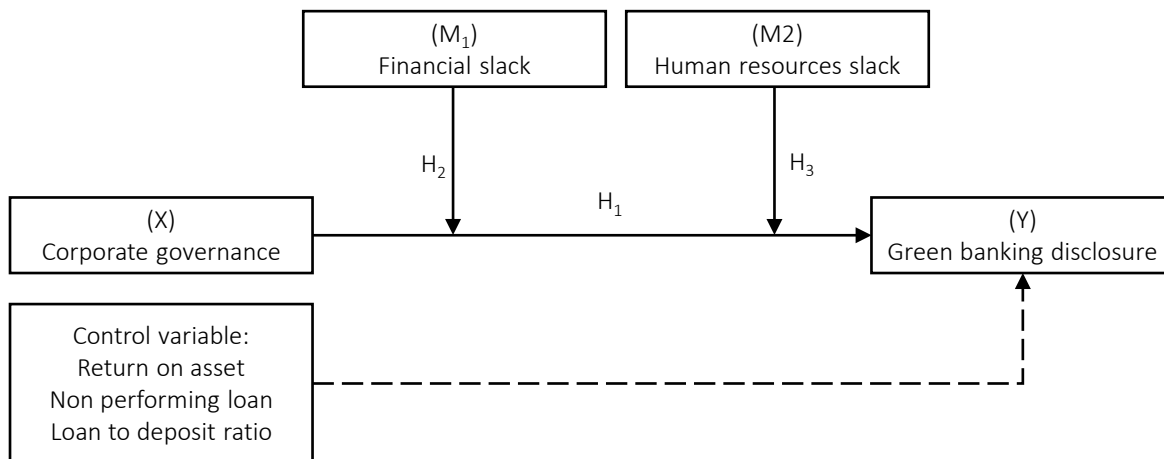 (M₁)
Financial slack
(M2)
Human resources slack
H₂
H₃
H₁
(X)
Corporate governance
(Y)
Green banking disclosure
Control variable:
Return on asset
Non performing loan
Loan to deposit ratio